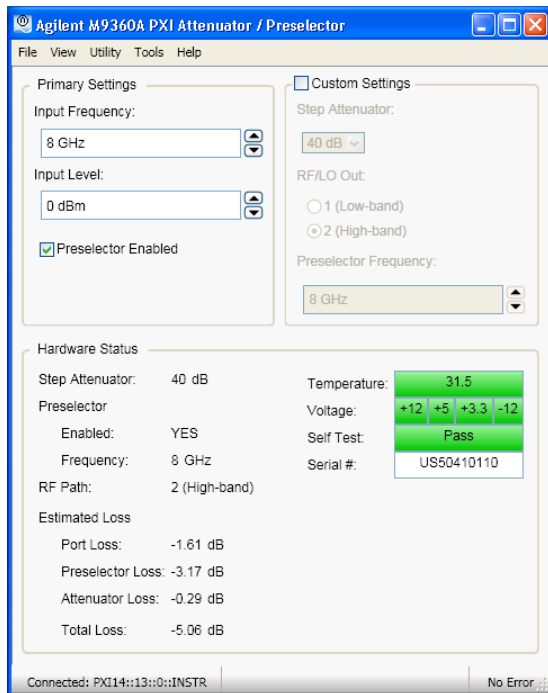 Agilent M9360A PXI Attenuator / Preselector
File View Utility Tools Help
Primary Settings
Input Frequency:
8 GHz
Input Level:
0 dBm
Preselector Enabled
Custom Settings
Step Attenuator:
40 dB
RF/LO Out:
1 (Low-band)
2 (High-band)
Preselector Frequency:
8 GHz
Hardware Status
Step Attenuator: 40 dB
Preselector
Enabled: YES
Frequency: 8 GHz
RF Path: 2 (High-band)
Estimated Loss
Port Loss: -1.61 dB
Preselector Loss: -3.17 dB
Attenuator Loss: -0.29 dB
Total Loss: -5.06 dB
Temperature: 31.5
Voltage: +12 +5 +3.3 -12
Self Test: Pass
Serial #: US50410110
Connected: PXI14::13::0::INSTR
No Error